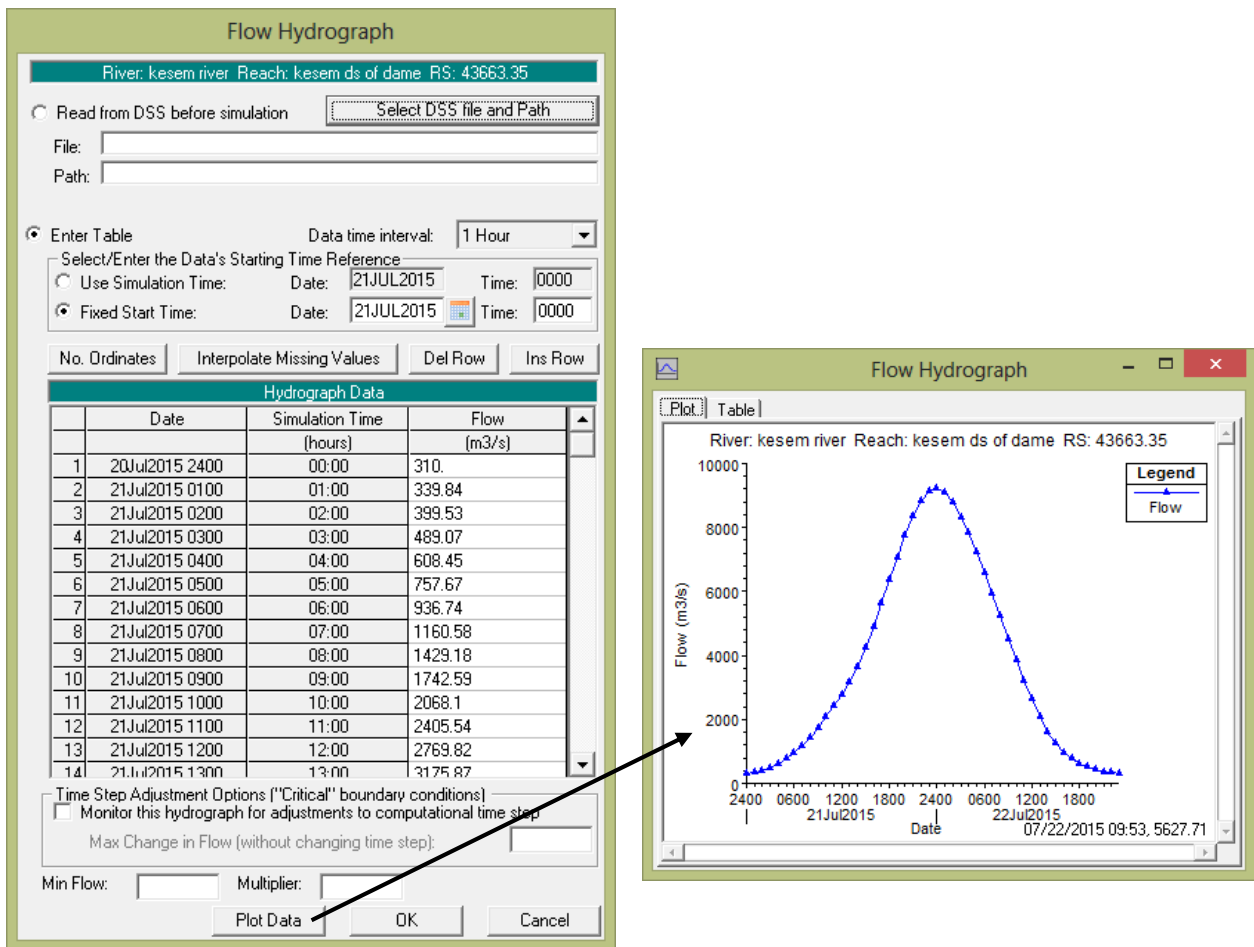 Flow Hydrograph
River: kesem river Reach: kesem ds of dame RS: 43663.35
Read from DSS before simulation Select DSS file and Path
File:
Path:
Enter Table Data time interval: 1 Hour
Select/Enter the Data's Starting Time Reference
Use Simulation Time: Date: 21JUL2015 Time: 0000
Fixed Start Time: Date: 21JUL2015 Time: 0000
No. Ordinates Interpolate Missing Values Del Row Ins Row
Hydrograph Data
Date Simulation Time Flow
(hours) (m3/s)
1 20Jul2015 2400 00:00 310.
2 21Jul2015 0100 01:00 339.84
3 21Jul2015 0200 02:00 399.53
4 21Jul2015 0300 03:00 489.07
5 21Jul2015 0400 04:00 608.45
6 21Jul2015 0500 05:00 757.67
7 21Jul2015 0600 06:00 936.74
8 21Jul2015 0700 07:00 1160.58
9 21Jul2015 0800 08:00 1429.18
10 21Jul2015 0900 09:00 1742.59
11 21Jul2015 1000 10:00 2068.1
12 21Jul2015 1100 11:00 2405.54
13 21Jul2015 1200 12:00 2769.82
14 21Jul2015 1300 13:00 3175.87
Time Step Adjustment Options ("Critical" boundary conditions)
Monitor this hydrograph for adjustments to computational time step
Max Change in Flow (without changing time step):
Min Flow: Multiplier:
Plot Data OK Cancel
Flow Hydrograph
Plot Table
River: kesem river Reach: kesem ds of dame RS: 43663.35
Legend
Flow
10000
8000
6000
4000
2000
0
Flow (m3/s)
2400 0600 1200 1800 2400 0600 1200 1800
21Jul2015 22Jul2015
Date
07/22/2015 09:53, 5627.71